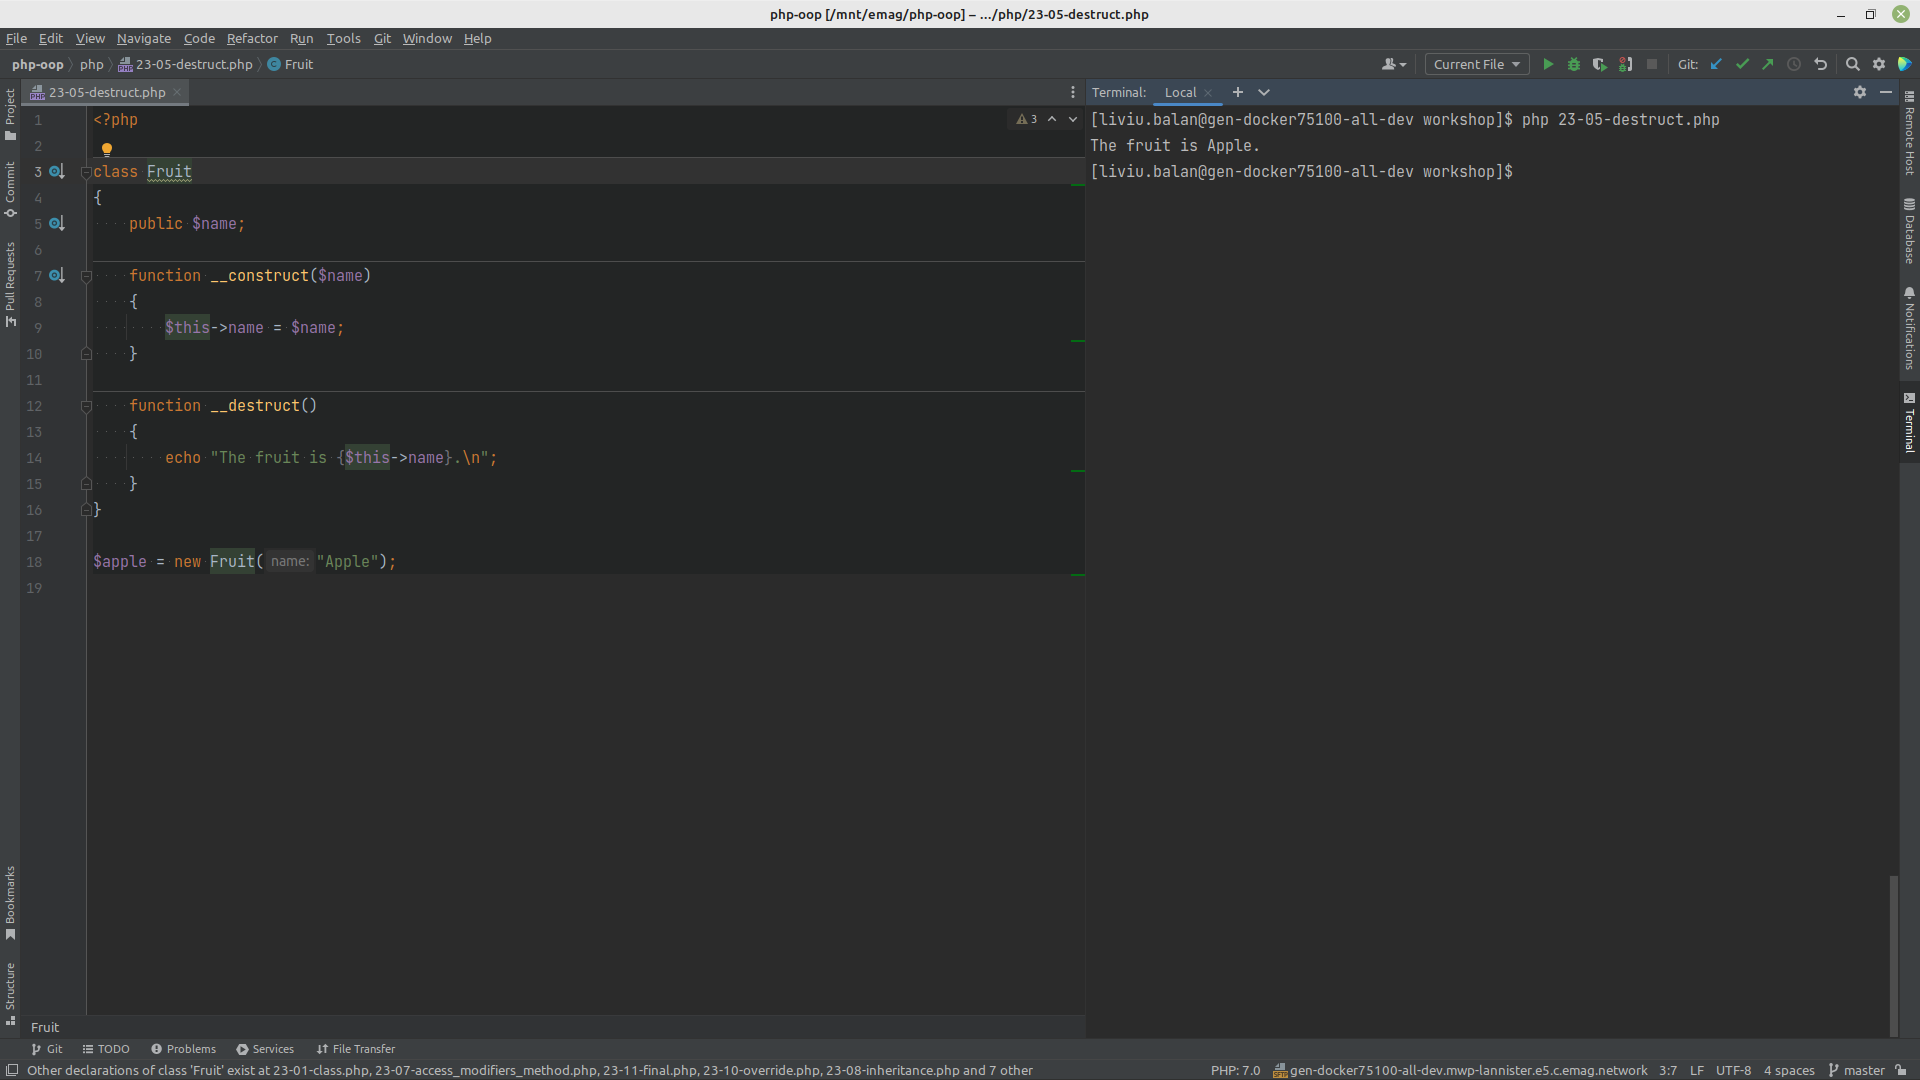 php-oop [/mnt/emag/php-oop] – .../php/23-05-destruct.php
File Edit View Navigate Code Refactor Run Tools Git Window Help
php-oop php 23-05-destruct.php Fruit
Current File
Git:
23-05-destruct.php
Terminal: Local
Project
Commit
Pull Requests
Bookmarks
Structure
3
1 <?php
2
3 class Fruit
4 {
5 public $name;
6
7 function __construct($name)
8 {
9 $this->name = $name;
10 }
11
12 function __destruct()
13 {
14 echo "The fruit is {$this->name}.\n";
15 }
16 }
17
18 $apple = new Fruit( name: "Apple");
19
Fruit
[liviu.balan@gen-docker75100-all-dev workshop]$ php 23-05-destruct.php
The fruit is Apple.
[liviu.balan@gen-docker75100-all-dev workshop]$
Remote Host
Database
Notifications
Terminal
Git TODO Problems Services File Transfer
Other declarations of class 'Fruit' exist at 23-01-class.php, 23-07-access_modifiers_method.php, 23-11-final.php, 23-10-override.php, 23-08-inheritance.php and 7 other
PHP: 7.0 gen-docker75100-all-dev.mwp-lannister.e5.c.emag.network 3:7 LF UTF-8 4 spaces master